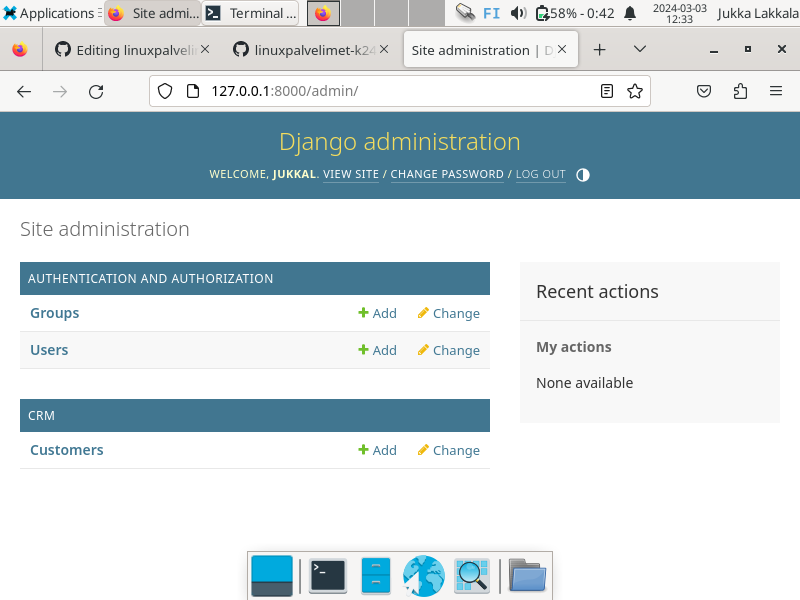 Applications
Site admi...
Terminal ...
FI
58% - 0:42
2024-03-03
12:33
Jukka Lakkala
Editing linuxpalveli
linuxpalvelimet-k24
Site administration | D
127.0.0.1:8000/admin/
Django administration
WELCOME, JUKKAL. VIEW SITE / CHANGE PASSWORD / LOG OUT
Site administration
AUTHENTICATION AND AUTHORIZATION
Groups Add Change
Users Add Change
CRM
Customers Add Change
Recent actions
My actions
None available